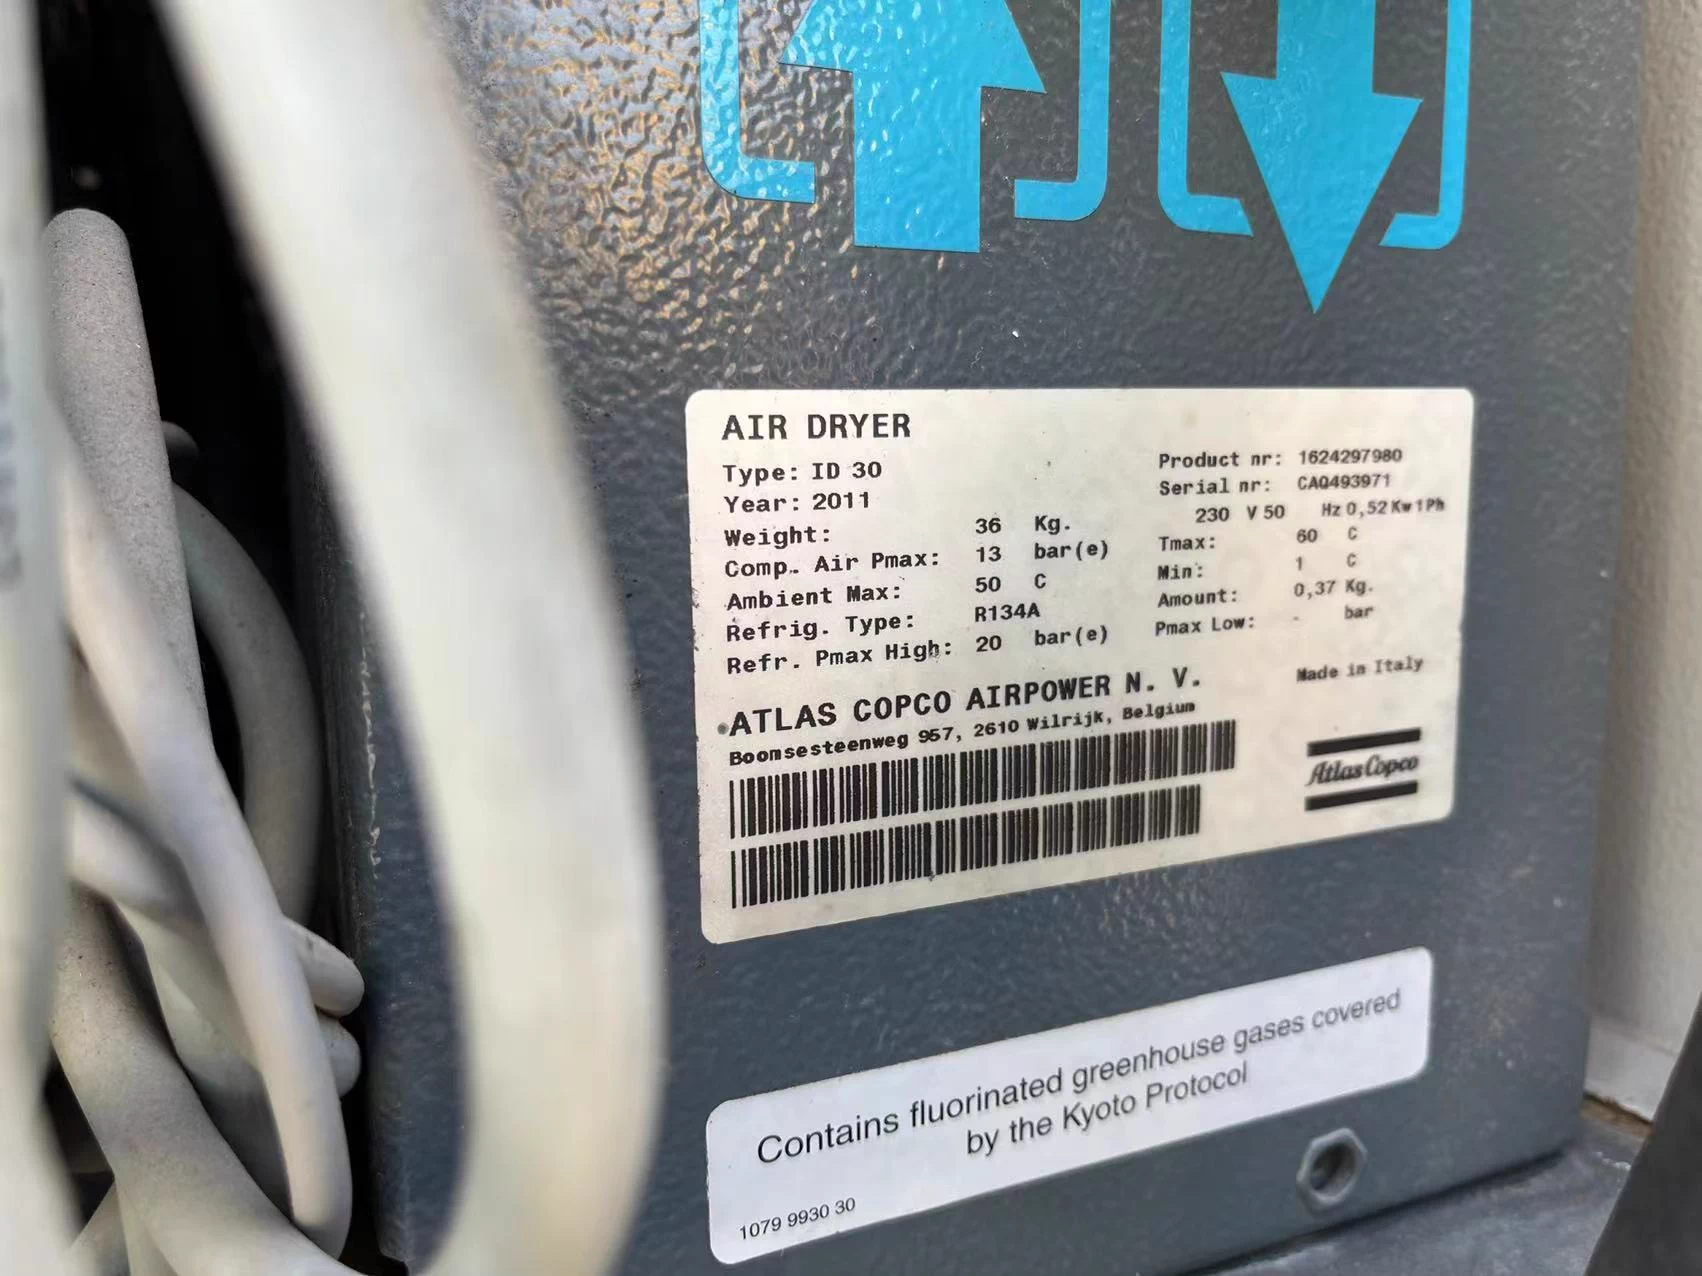 AIR DRYER
Type: ID 30
Year: 2011
Weight: 36 Kg.
Comp. Air Pmax: 13 bar(e)
Ambient Max: 50 C
Refrig. Type: R134A
Refr. Pmax High: 20 bar(e)
Product nr: 1624297980
Serial nr: CAQ493971
230 V 50 Hz 0,52 Kw 1Ph
Tmax: 60 C
Min: 1 C
Amount: 0,37 Kg.
Pmax Low: - bar
ATLAS COPCO AIRPOWER N. V.
Boomsesteenweg 957, 2610 Wilrijk, Belgium
Made in Italy
Atlas Copco
Contains fluorinated greenhouse gases covered
by the Kyoto Protocol
1079 9930 30